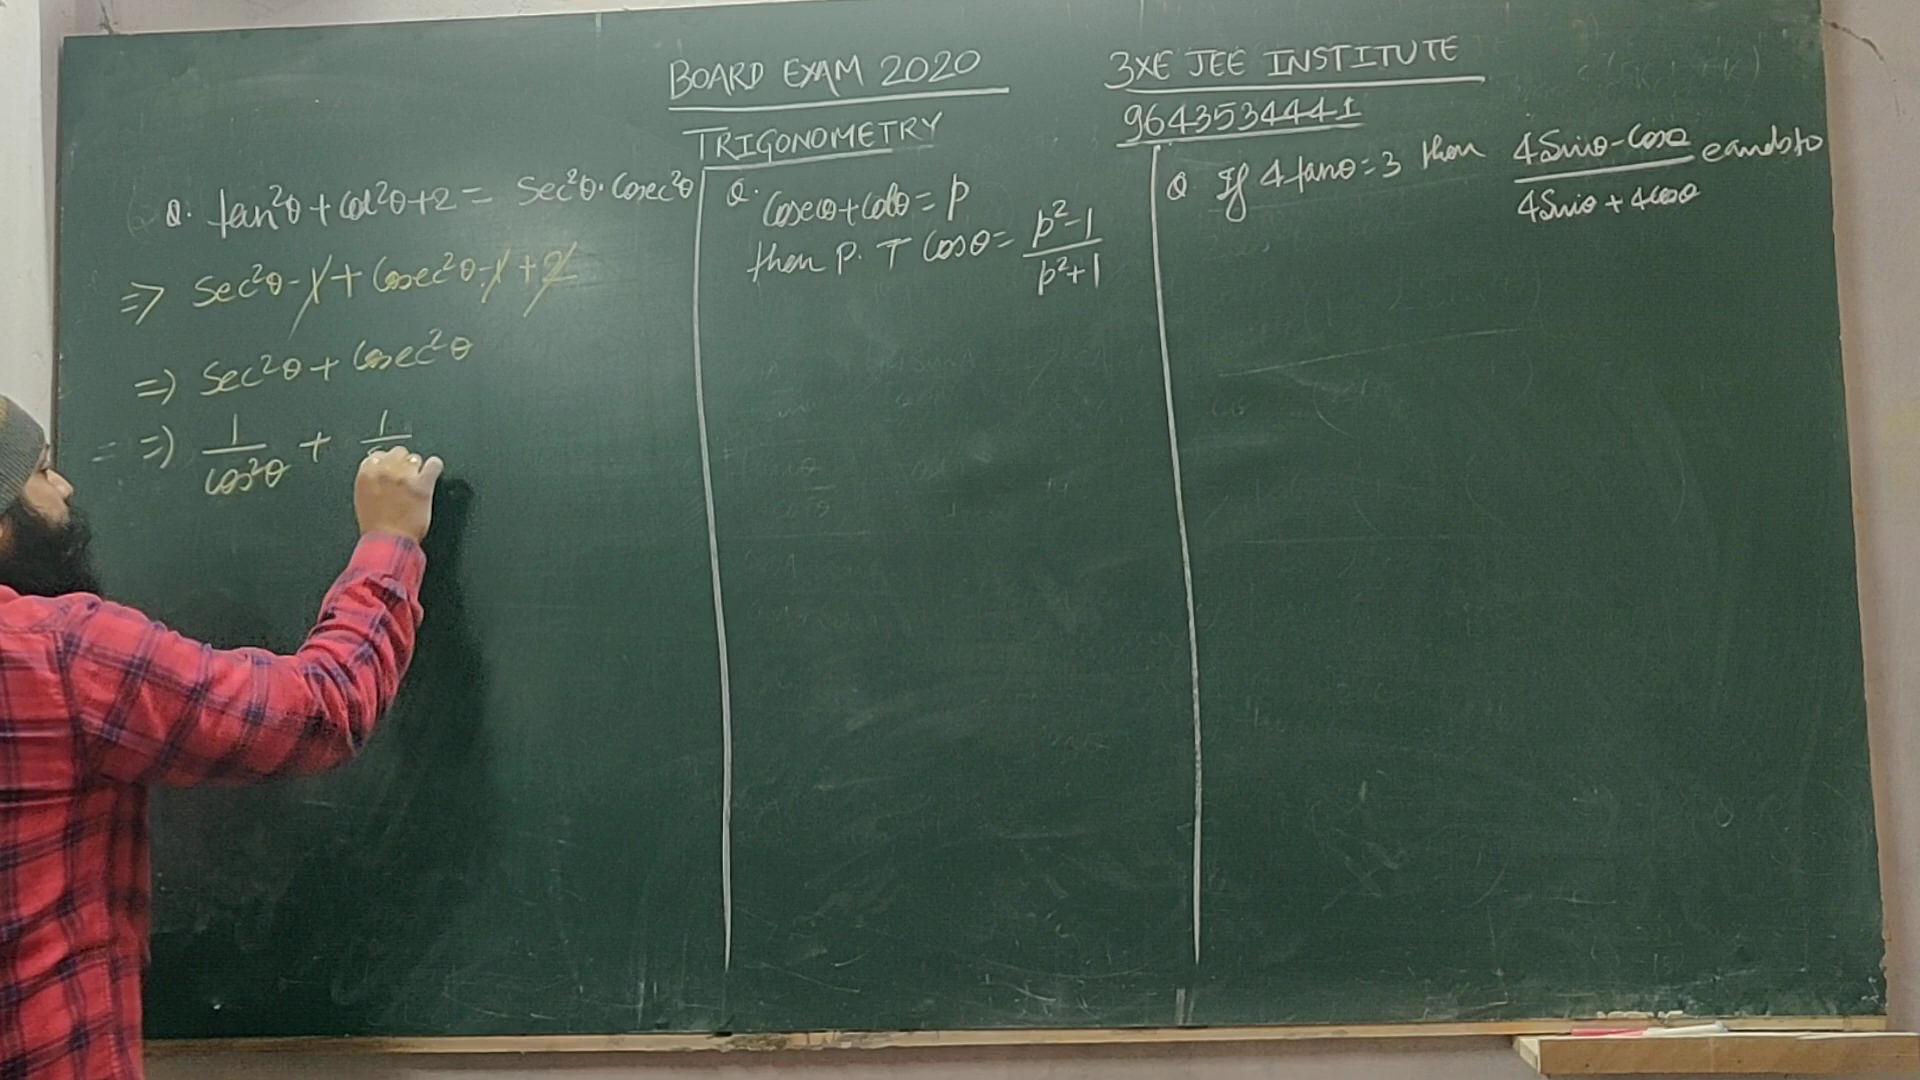 BOARD EXAM 2020
3XE JEE INSTITUTE
9643534441
TRIGONOMETRY
Q. tan²θ + cot²θ + 2 = Sec²θ · Cosec²θ
=> Sec²θ - 1 + Cosec²θ - 1 + 2
=> Sec²θ + Cosec²θ
= => 1/cos²θ + 1/
Q. Cosecθ + cotθ = p
then P. T Cosθ = p²-1/p²+1
Q. If 4 tanθ = 3 then 4Sinθ - Cosθ/4Sinθ + 4cosθ to